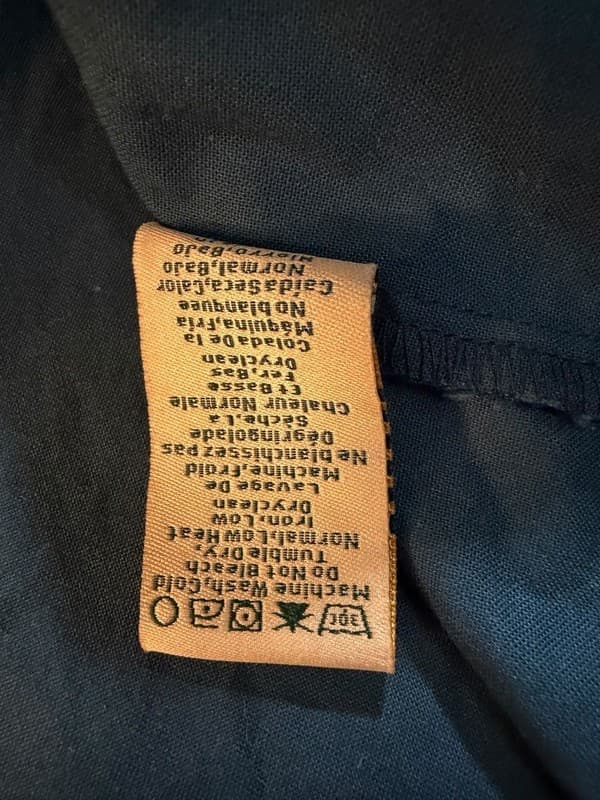 30c
Machine Wash,Cold
Do Not Bleach
Tumble Dry,
Normal,Low Heat
Iron,Low
Dryclean
Lavage De
Machine,Froid
Ne blanchissez pas
Dégringolade
Sèche,La
Chaleur Normale
Et Basse
Fer,Bas
Dryclean
Colada De la
Máquina,Fría
No blanquee
Caída Seca,Calor
Normal,Bajo
Hierro,Bajo